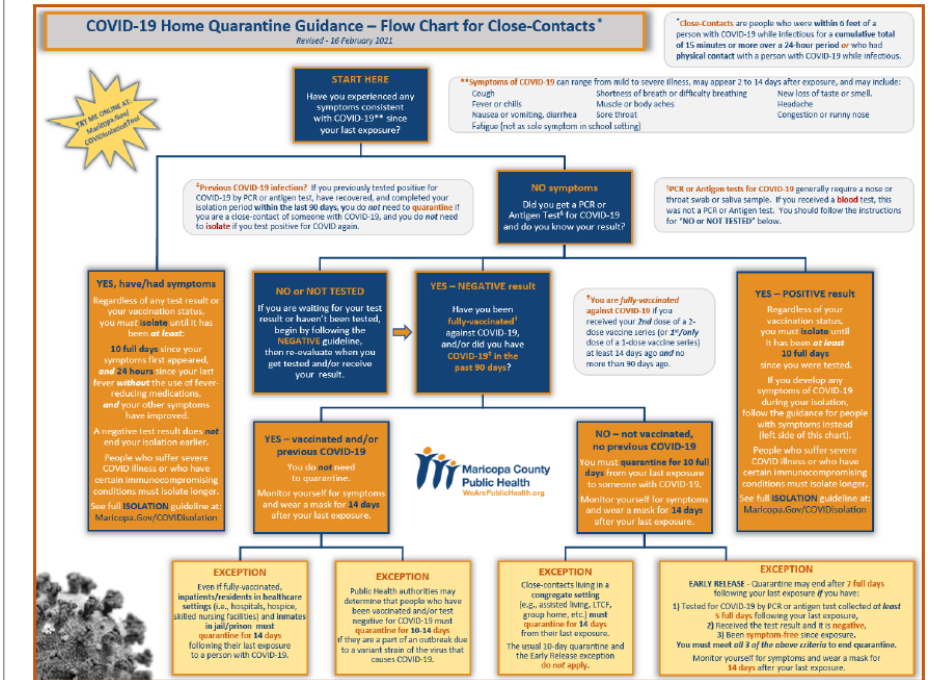 COVID-19 Home Quarantine Guidance – Flow Chart for Close-Contacts*
Revised - 16 February 2021
*Close-Contacts are people who were within 6 feet of a
person with COVID-19 while infectious for a cumulative total
of 15 minutes or more over a 24-hour period or who had
physical contact with a person with COVID-19 while infectious.
TRY ME ONLINE AT:
Maricopa.Gov/
COVIDIsolationTool
START HERE
Have you experienced any
symptoms consistent
with COVID-19** since
your last exposure?
**Symptoms of COVID-19 can range from mild to severe illness, may appear 2 to 14 days after exposure, and may include:
Cough Shortness of breath or difficulty breathing New loss of taste or smell.
Fever or chills Muscle or body aches Headache
Nausea or vomiting, diarrhea Sore throat Congestion or runny nose
Fatigue (not as sole symptom in school setting)
‡Previous COVID-19 infection? If you previously tested positive for
COVID-19 by PCR or antigen test, have recovered, and completed your
isolation period within the last 90 days, you do not need to quarantine if
you are a close-contact of someone with COVID-19, and you do not need
to isolate if you test positive for COVID again.
NO symptoms
Did you get a PCR or
Antigen Test§ for COVID-19
and do you know your result?
§PCR or Antigen tests for COVID-19 generally require a nose or
throat swab or saliva sample. If you received a blood test, this
was not a PCR or Antigen test. You should follow the instructions
for "NO or NOT TESTED" below.
YES, have/had symptoms
Regardless of any test result or
your vaccination status,
you must isolate until it has
been at least:
10 full days since your
symptoms first appeared,
and 24 hours since your last
fever without the use of fever-
reducing medications,
and your other symptoms
have improved.
A negative test result does not
end your isolation earlier.
People who suffer severe
COVID illness or who have
certain immunocompromising
conditions must isolate longer.
See full ISOLATION guideline at:
Maricopa.Gov/COVIDisolation
NO or NOT TESTED
If you are waiting for your test
result or haven't been tested,
begin by following the
NEGATIVE guideline,
then re-evaluate when you
get tested and/or receive
your result.
YES – NEGATIVE result
Have you been
fully-vaccinated†
against COVID-19,
and/or did you have
COVID-19‡ in the
past 90 days?
†You are fully-vaccinated
against COVID-19 if you
received your 2nd dose of a 2-
dose vaccine series (or 1st/only
dose of a 1-dose vaccine series)
at least 14 days ago and no
more than 90 days ago.
YES – POSITIVE result
Regardless of your
vaccination status,
you must isolate until
it has been at least
10 full days
since you were tested.
If you develop any
symptoms of COVID-19
during your isolation,
follow the guidance for people
with symptoms instead
(left side of this chart).
People who suffer severe
COVID illness or who have
certain immunocompromising
conditions must isolate longer.
See full ISOLATION guideline at:
Maricopa.Gov/COVIDisolation
YES – vaccinated and/or
previous COVID-19
You do not need
to quarantine.
Monitor yourself for symptoms
and wear a mask for 14 days
after your last exposure.
Maricopa County
Public Health
WeArePublicHealth.org
NO – not vaccinated,
no previous COVID-19
You must quarantine for 10 full
days from your last exposure
to someone with COVID-19.
Monitor yourself for symptoms
and wear a mask for 14 days
after your last exposure.
EXCEPTION
Even if fully-vaccinated,
inpatients/residents in healthcare
settings (i.e., hospitals, hospice,
skilled nursing facilities) and inmates
in jail/prison must
quarantine for 14 days
following their last exposure
to a person with COVID-19.
EXCEPTION
Public Health authorities may
determine that people who have
been vaccinated and/or test
negative for COVID-19 must
quarantine for 10-14 days
if they are a part of an outbreak due
to a variant strain of the virus that
causes COVID-19.
EXCEPTION
Close-contacts living in a
congregate setting
(e.g., assisted living, LTCF,
group home, etc.) must
quarantine for 14 days
from their last exposure.
The usual 10-day quarantine and
the Early Release exception
do not apply.
EXCEPTION
EARLY RELEASE - Quarantine may end after 7 full days
following your last exposure if you have:
1) Tested for COVID-19 by PCR or antigen test collected at least
5 full days following your last exposure,
2) Received the test result and it is negative,
3) Been symptom-free since exposure.
You must meet all 3 of the above criteria to end quarantine.
Monitor yourself for symptoms and wear a mask for
14 days after your last exposure.